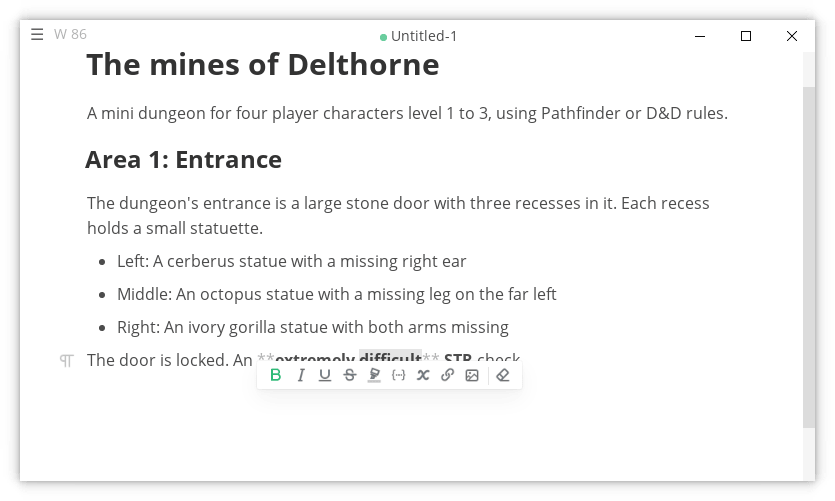 W 86
Untitled-1
The mines of Delthorne
A mini dungeon for four player characters level 1 to 3, using Pathfinder or D&D rules.
Area 1: Entrance
The dungeon's entrance is a large stone door with three recesses in it. Each recess
holds a small statuette.
Left: A cerberus statue with a missing right ear
Middle: An octopus statue with a missing leg on the far left
Right: An ivory gorilla statue with both arms missing
The door is locked. An **extremely difficult** STR check